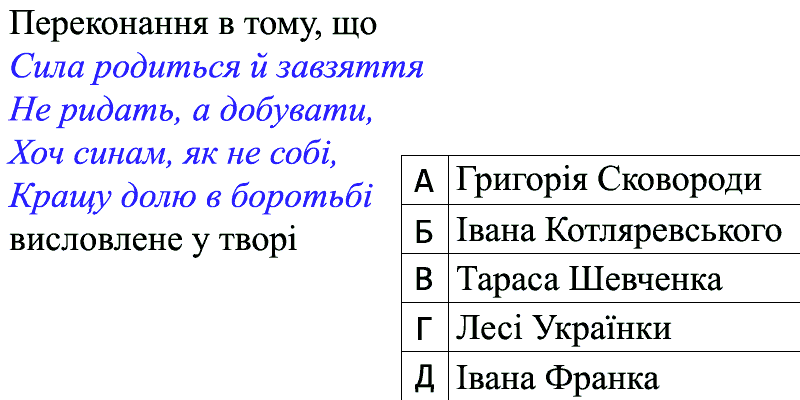 Переконання в тому, що
Сила родиться й завзяття
Не ридать, а добувати,
Хоч синам, як не собі,
Кращу долю в боротьбі
висловлене у творі
А Григорія Сковороди
Б Івана Котляревського
В Тараса Шевченка
Г Лесі Українки
Д Івана Франка